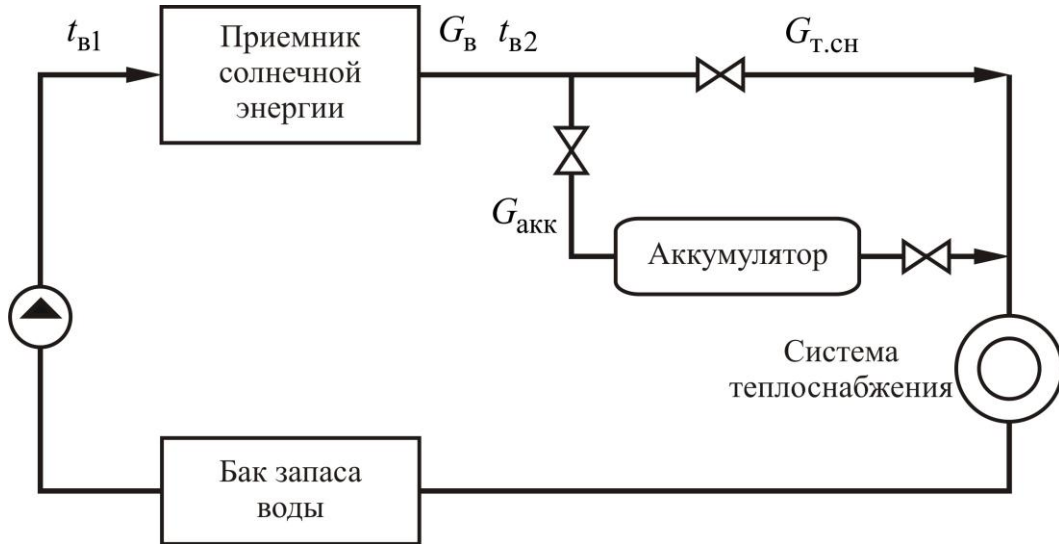 tв1
Приемник
солнечной
энергии
Gв tв2
Gт.сн
Gакк
Аккумулятор
Система
теплоснабжения
Бак запаса
воды